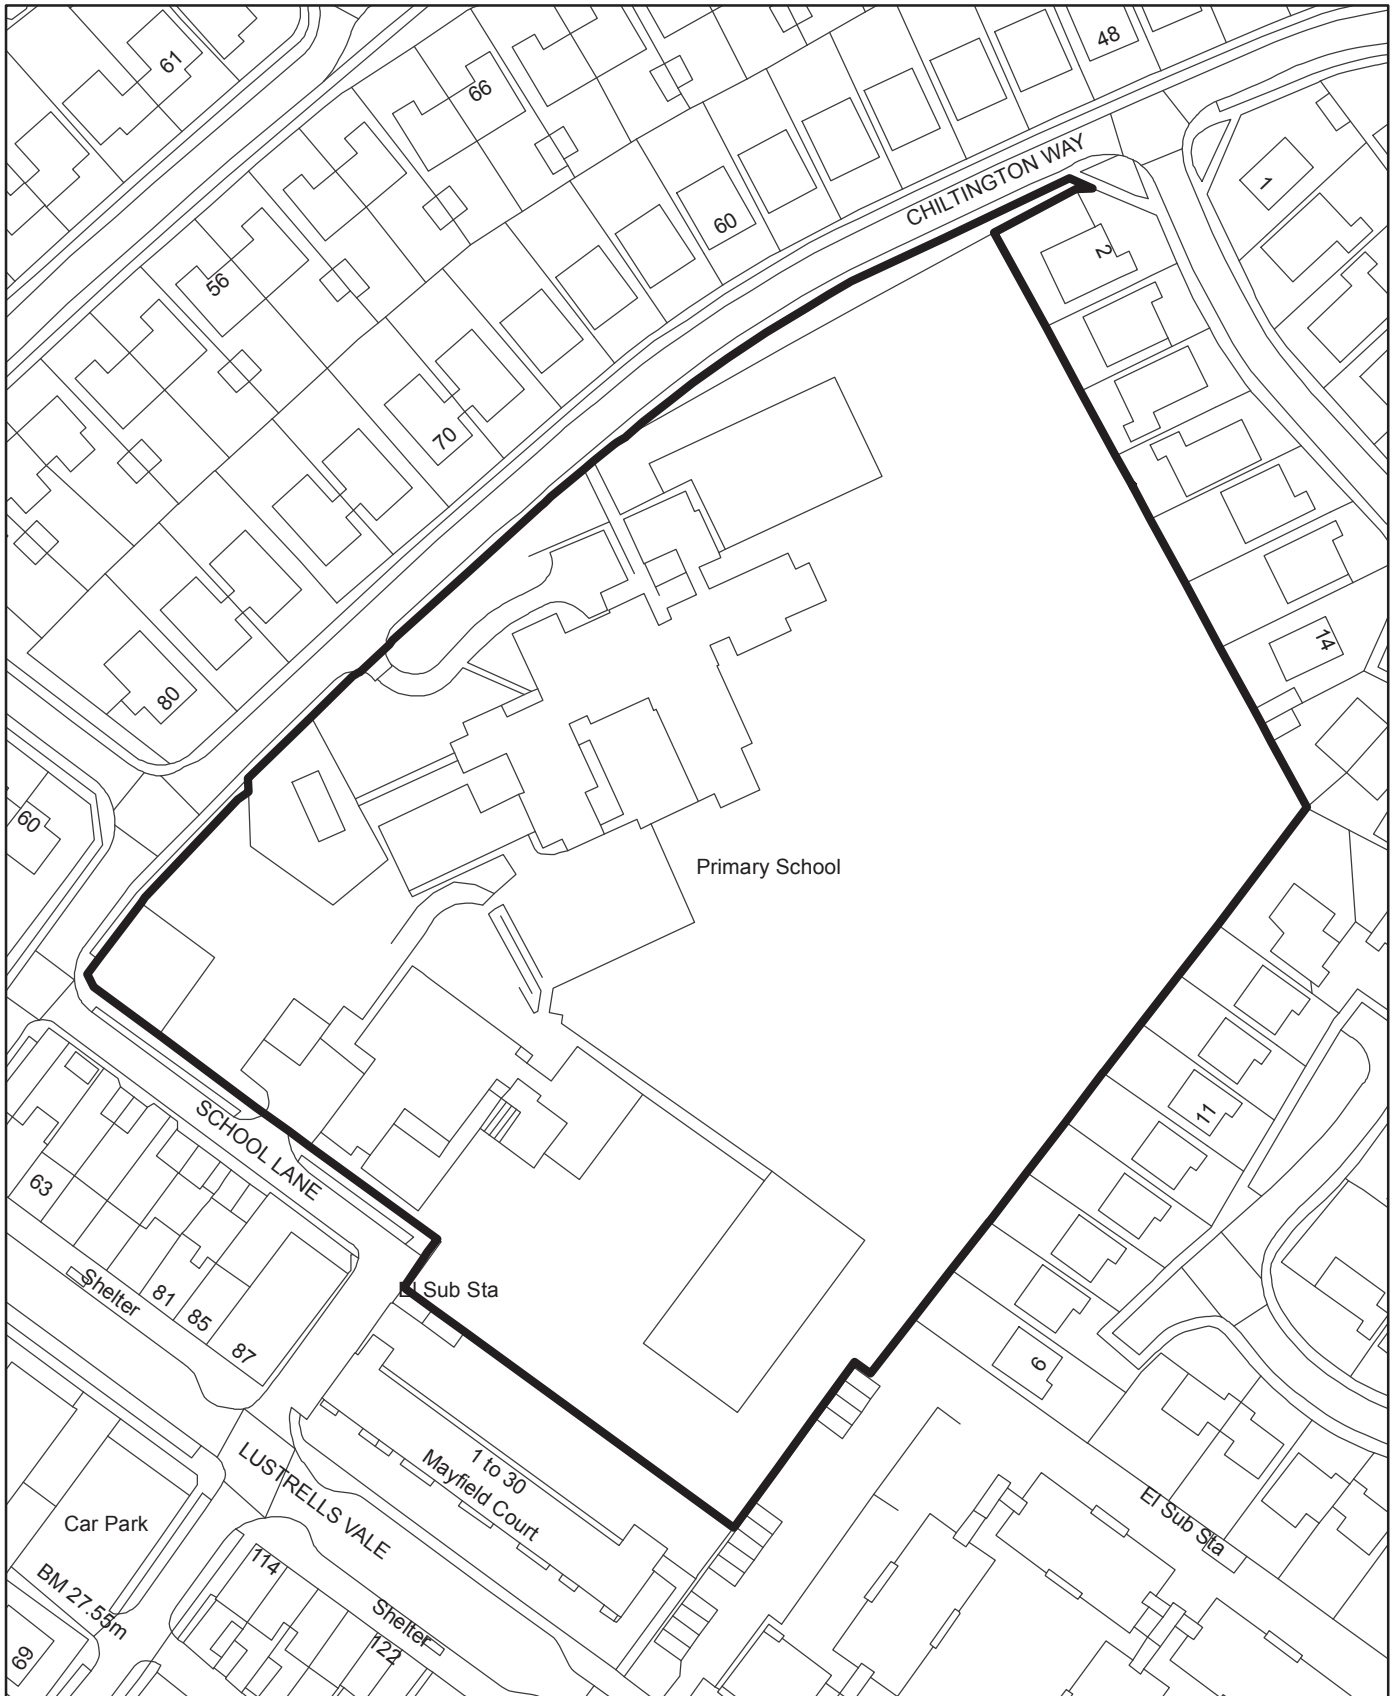 61
66
48
1
CHILTINGTON WAY
60
2
56
70
14
80
60
Primary School
11
SCHOOL LANE
63
Shelter
81
85
87
El Sub Sta
6
1 to 30
Mayfield Court
LUSTRELLS VALE
Car Park
El Sub Sta
114
BM 27.55m
Shelter
122
69